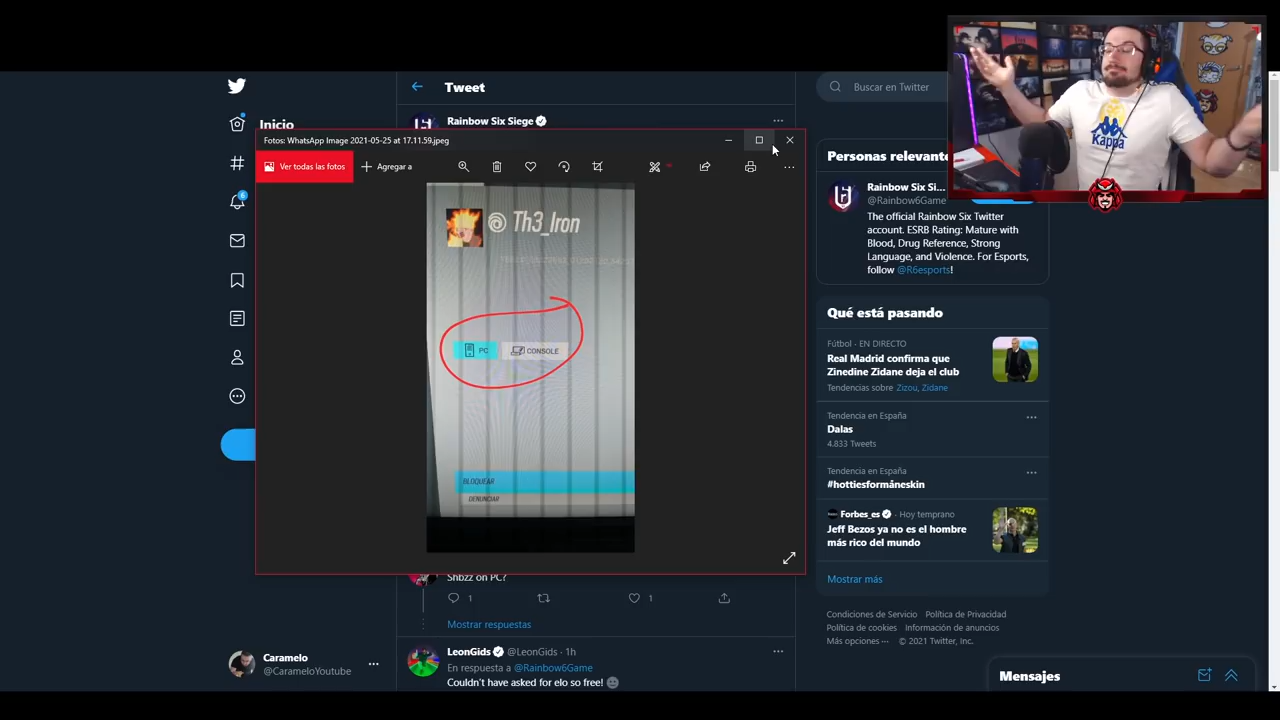 Tweet
Buscar en Twitter
Inicio
Rainbow Six Siege
Fotos: WhatsApp Image 2021-05-25 at 17.11.59.jpeg
Ver todas las fotos
Agregar a
Th3_Iron
PC
CONSOLE
BLOQUEAR
DENUNCIAR
6
Kappa
Personas relevante
Rainbow Six Si...
@Rainbow6Game
The official Rainbow Six Twitter
account. ESRB Rating: Mature with
Blood, Drug Reference, Strong
Language, and Violence. For Esports,
follow @R6esports!
Qué está pasando
Fútbol · EN DIRECTO
Real Madrid confirma que
Zinedine Zidane deja el club
Tendencias sobre Zizou, Zidane
Tendencia en España
Dalas
4.833 Tweets
Tendencia en España
#hottiesformåneskin
Forbes_es · Hoy temprano
Jeff Bezos ya no es el hombre
más rico del mundo
Mostrar más
Condiciones de Servicio Política de Privacidad
Política de cookies Información de anuncios
Más opciones ··· © 2021 Twitter, Inc.
Shbzz on PC?
1 1
Mostrar respuestas
LeonGids @LeonGids · 1h
En respuesta a @Rainbow6Game
Couldn't have asked for elo so free!
Caramelo
@CarameloYoutube
Mensajes